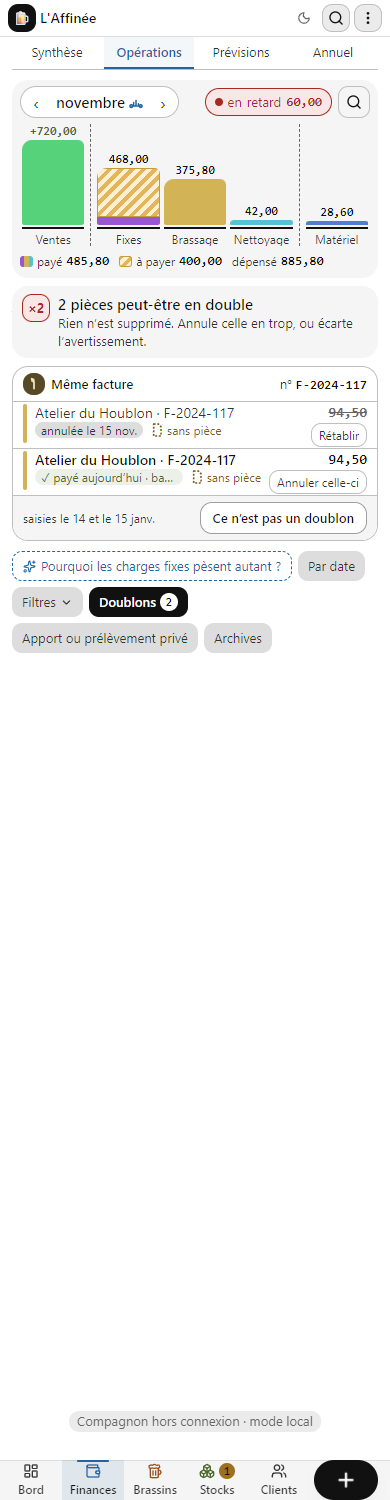 L'Affinée
Synthèse Opérations Prévisions Annuel
‹ novembre › en retard 60,00
+720,00 468,00 375,80 42,00 28,60
Ventes Fixes Brassage Nettoyage Matériel
payé 485,80 à payer 400,00 dépensé 885,80
×2 2 pièces peut-être en double
Rien n'est supprimé. Annule celle en trop, ou écarte
l'avertissement.
Même facture n° F-2024-117
Atelier du Houblon · F-2024-117 94,50
annulée le 15 nov. sans pièce Rétablir
Atelier du Houblon · F-2024-117 94,50
✓ payé aujourd'hui · ba... sans pièce Annuler celle-ci
saisies le 14 et le 15 janv. Ce n'est pas un doublon
Pourquoi les charges fixes pèsent autant ? Par date
Filtres Doublons 2
Apport ou prélèvement privé Archives
Compagnon hors connexion · mode local
Bord Finances Brassins Stocks 1 Clients +